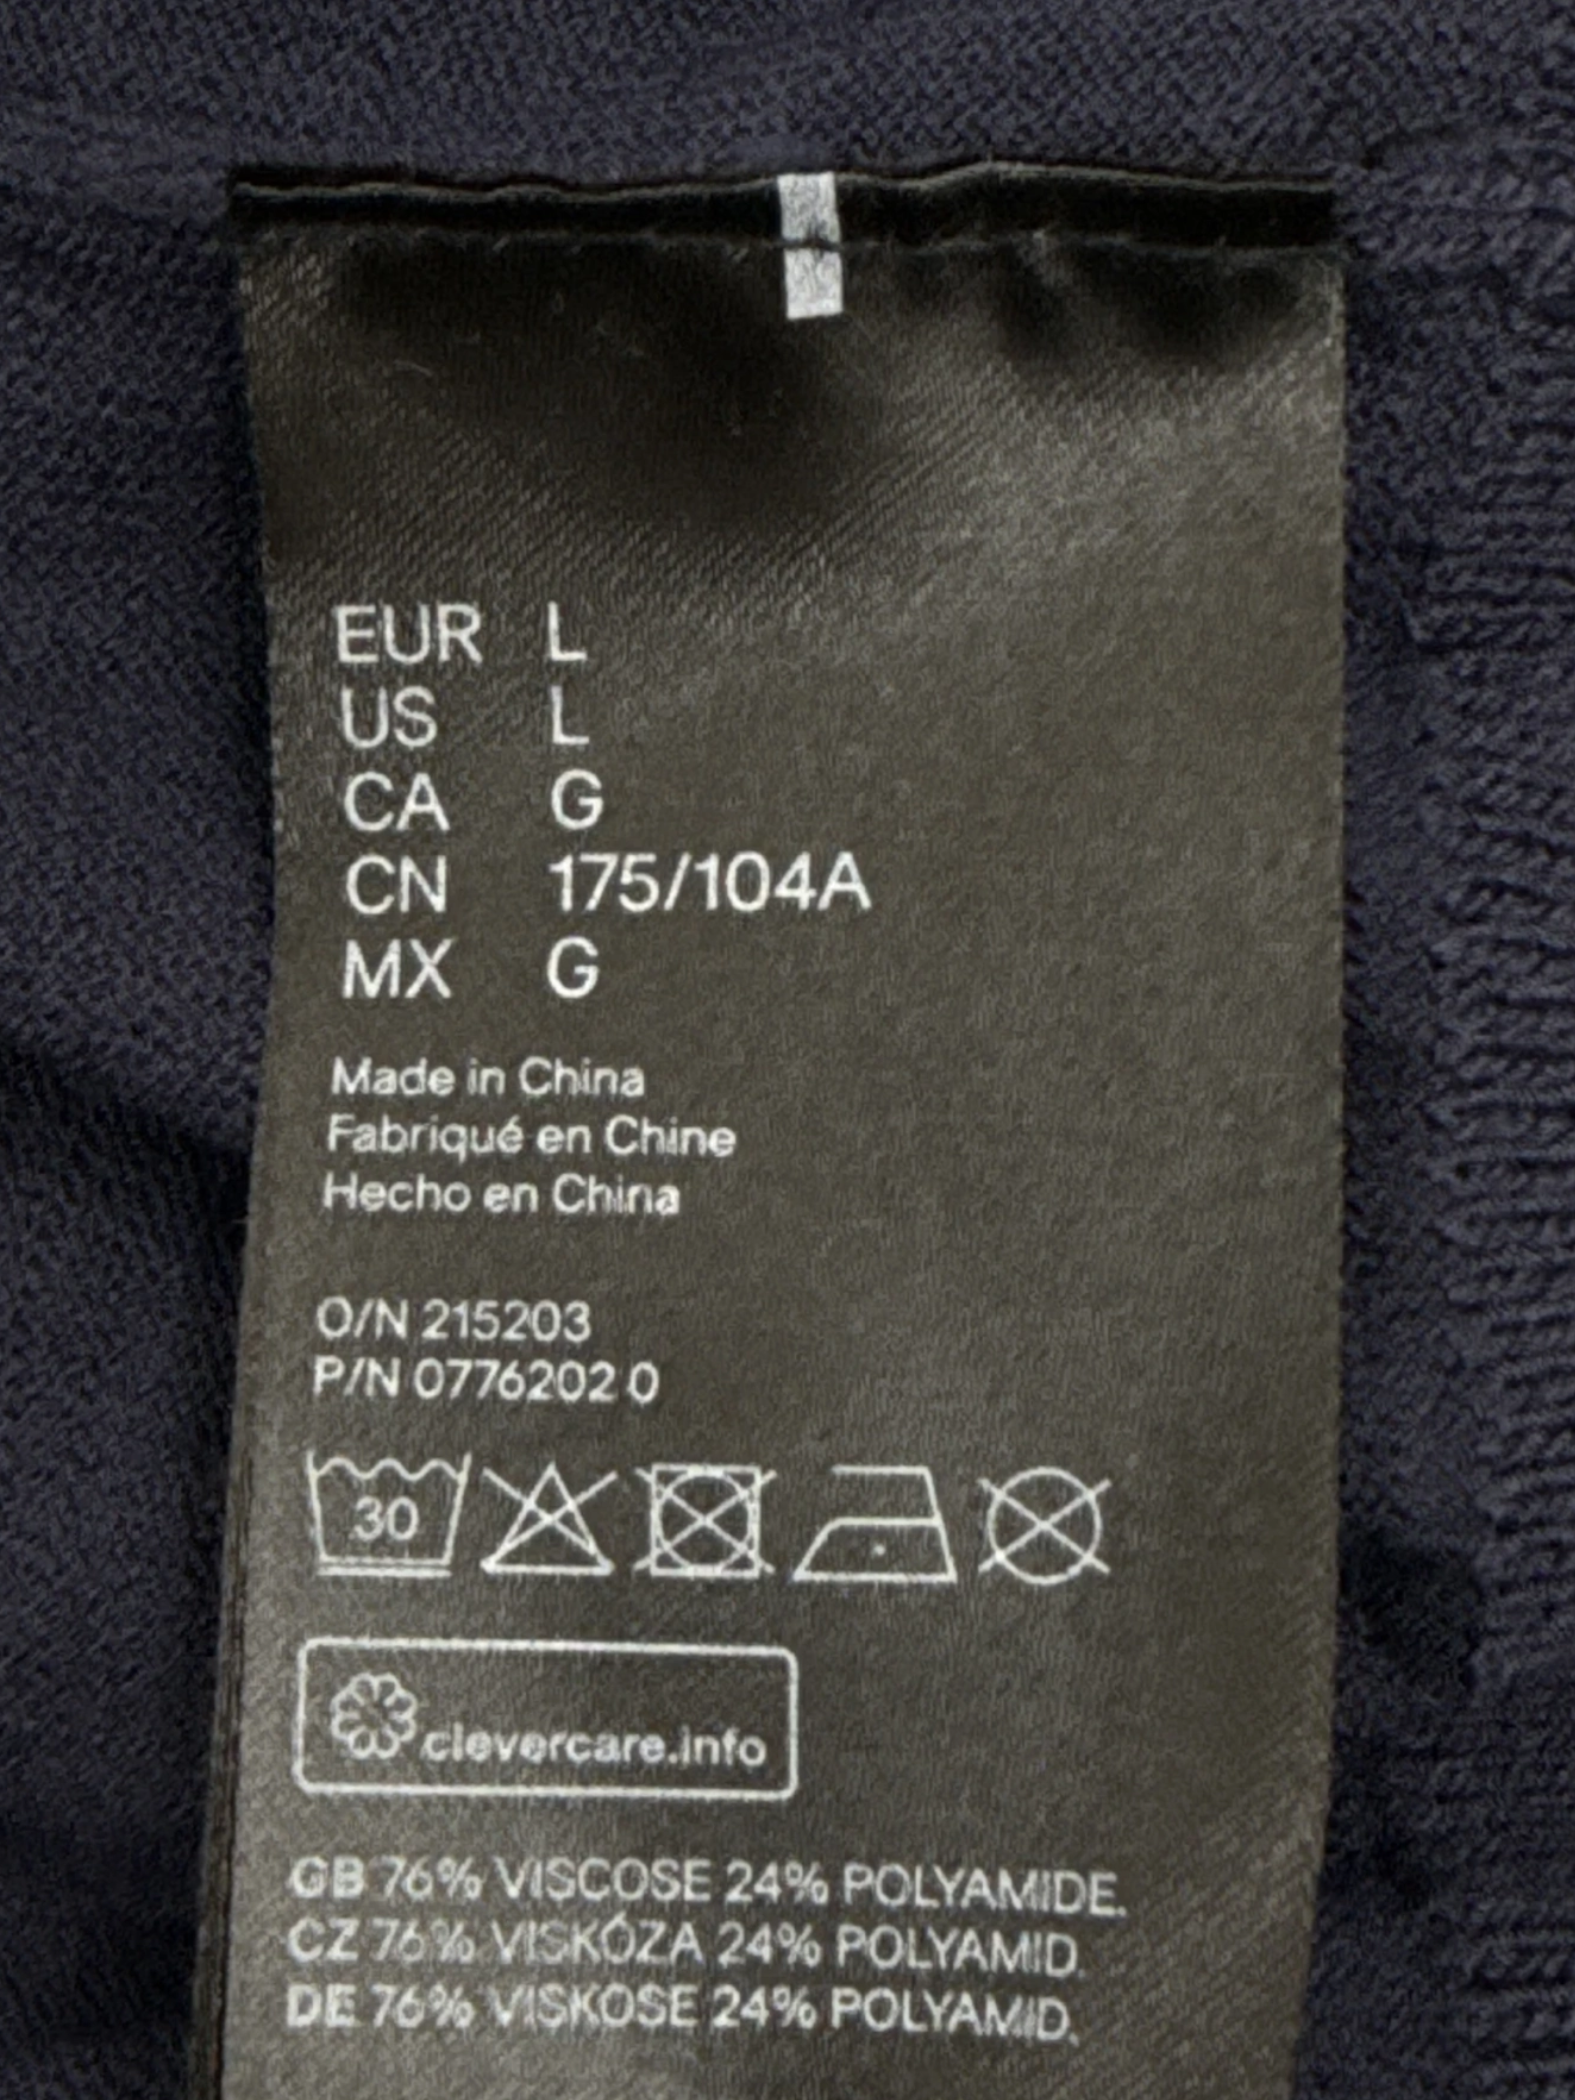 EUR L
US L
CA G
CN 175/104A
MX G
Made in China
Fabriqué en Chine
Hecho en China
O/N 215203
P/N 0776202 0
30
clevercare.info
GB 76% VISCOSE 24% POLYAMIDE.
CZ 76% VISKÓZA 24% POLYAMID.
DE 76% VISKOSE 24% POLYAMID.